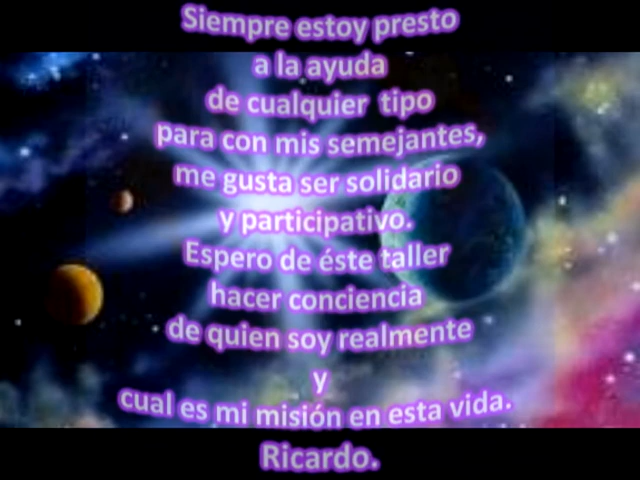 Siempre estoy presto
a la ayuda
de cualquier tipo
para con mis semejantes,
me gusta ser solidario
y participativo.
Espero de éste taller
hacer conciencia
de quien soy realmente
y
cual es mi misión en esta vida.
Ricardo.